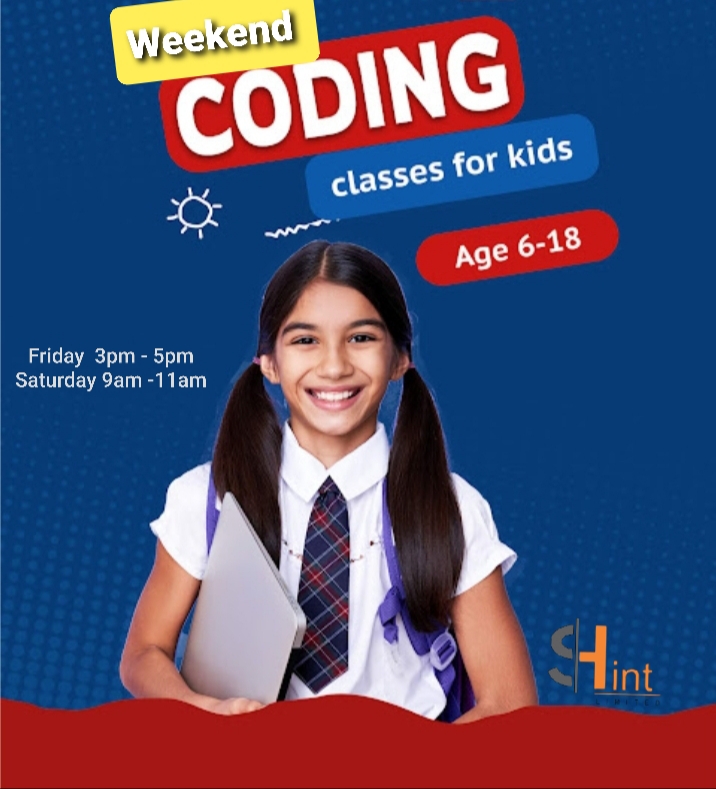 Weekend
CODING
classes for kids
Age 6-18
Friday 3pm - 5pm
Saturday 9am -11am
SHint